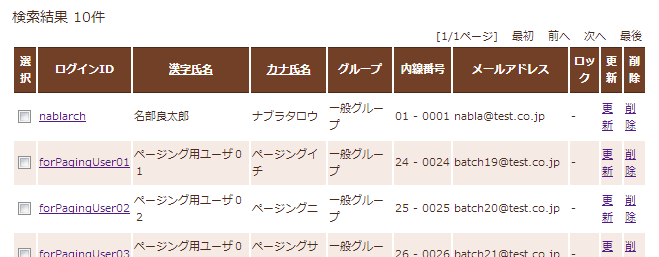 検索結果 10件
[1/1ページ] 最初 前へ 次へ 最後
選択 ログインID 漢字氏名 カナ氏名 グループ 内線番号 メールアドレス ロック 更新 削除
nablarch 名部良太郎 ナブラタロウ 一般グループ 01 - 0001 nabla@test.co.jp - 更新 削除
forPagingUser01 ページング用ユーザ01 ページングイチ 一般グループ 24 - 0024 batch19@test.co.jp - 更新 削除
forPagingUser02 ページング用ユーザ02 ページングニ 一般グループ 25 - 0025 batch20@test.co.jp - 更新 削除
forPagingUser03 ページング用ユーザ0 ページングサ 一般グルー 26 - 0026 batch21@test.co.jp - 更 削